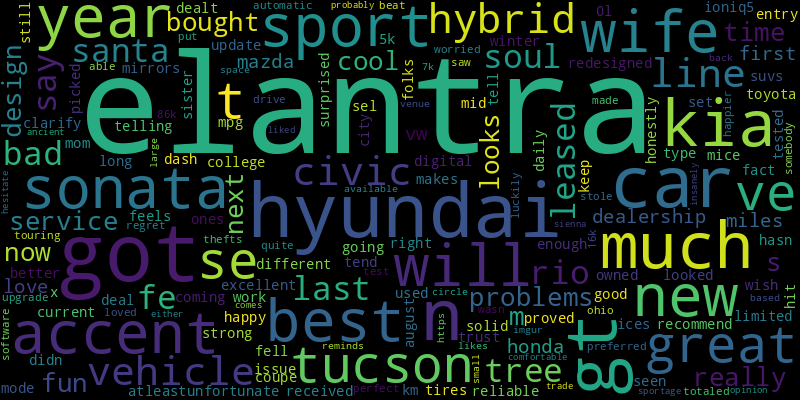 still year dealt automatic probably beat 5k Ol ioniq5 entry
bought sport hybrid wife time
santa update put cool folks worried winter redesigned first
design say picked mirrors mazda soul saw 7k back
able space surprised looks line suvs
elantra
clarify telling sister t sel mid tell leased made honestly kia set happier toyota
bad mom mpg drive city vw venue liked daily type mice tested somebody
long large dash college 86k digital keep fact
hesitate sonata civic makes luckily stole car insanely ve
service next hyundai available dealership miles
feels ones thefts quite going right enough sienna 16k hasn
now touring regret got se different will rio owned looked much s
better tend test wish
love fe coming excellent last used problems good new hit
upgrade x deal loved work comes n circle wasn proved ohio based limited
current happy either august trust m solid ices recommend
software accent strong best https imgur honda preferred great
didn issue fell reminds tucson likes tree gt seen really
fun vehicle coupe small comfortable
mode atleast unfortunate received perfect km tires reliable trade sportage totaled opinion